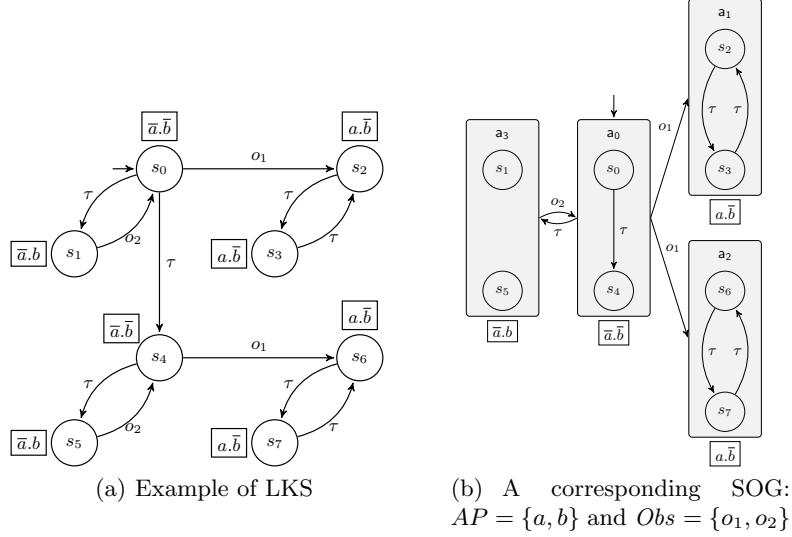 a̅.b̅
a.b̅
s₀
o₁
s₂
τ
τ
a̅.b
s₁
o₂
a.b̅
s₃
τ
τ
a̅.b̅
a.b̅
s₄
o₁
s₆
τ
τ
a̅.b
s₅
o₂
a.b̅
s₇
τ
(a) Example of LKS
a₁
s₂
τ
τ
s₃
a.b̅
a₃
s₁
s₅
a̅.b
o₂
τ
a₀
s₀
τ
s₄
a̅.b̅
o₁
o₁
a₂
s₆
τ
τ
s₇
a.b̅
(b) A corresponding SOG:
AP = {a, b} and Obs = {o₁, o₂}